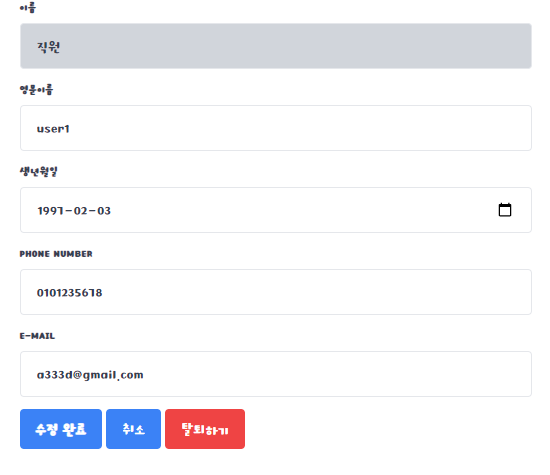 이름
직원
영문이름
user1
생년월일
1997-02-03
PHONE NUMBER
0101235678
E-MAIL
a333d@gmail.com
수정 완료 취소 탈퇴하기